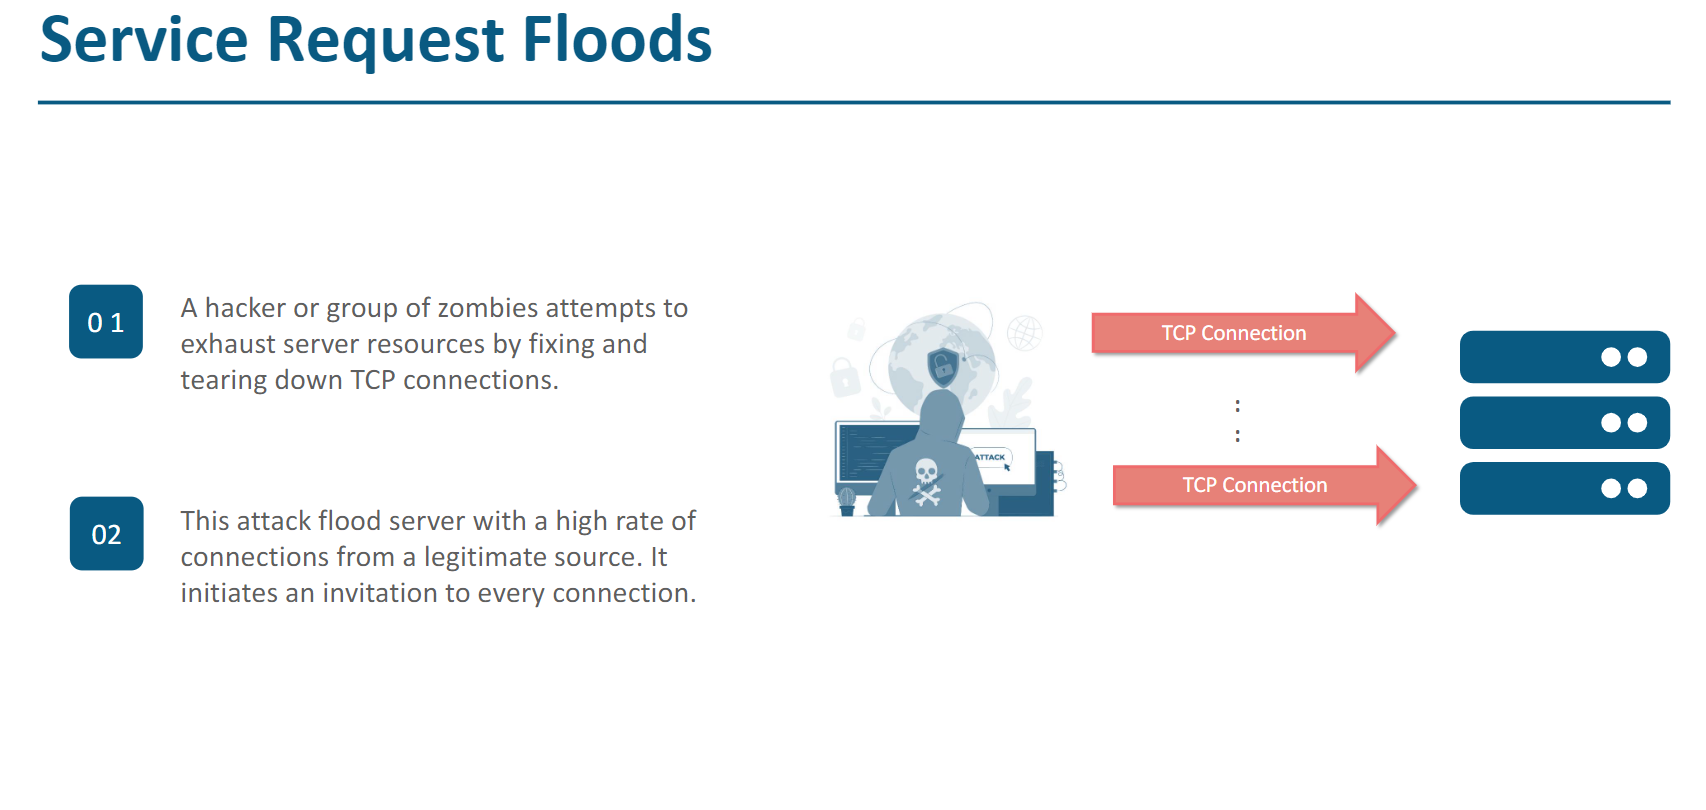 Service Request Floods
0 1
A hacker or group of zombies attempts to
exhaust server resources by fixing and
tearing down TCP connections.
02
This attack flood server with a high rate of
connections from a legitimate source. It
initiates an invitation to every connection.
ATTACK
TCP Connection
:
:
TCP Connection